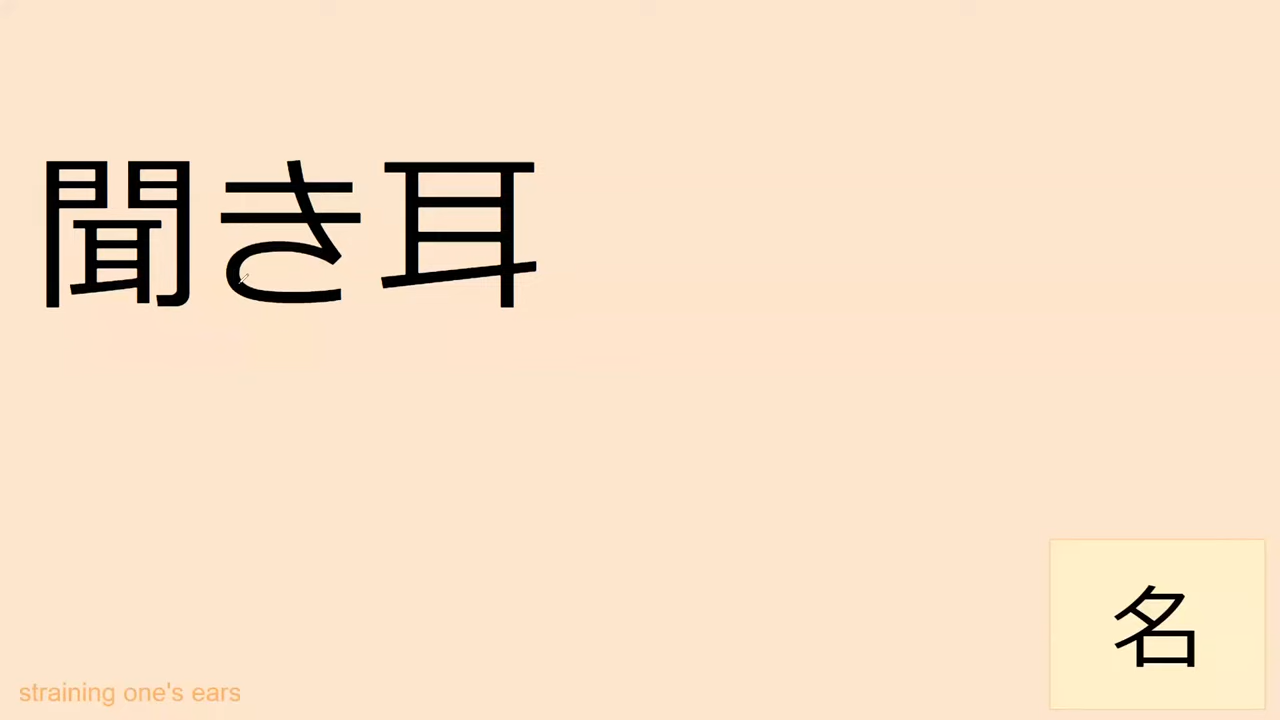 聞き耳
名
straining one's ears